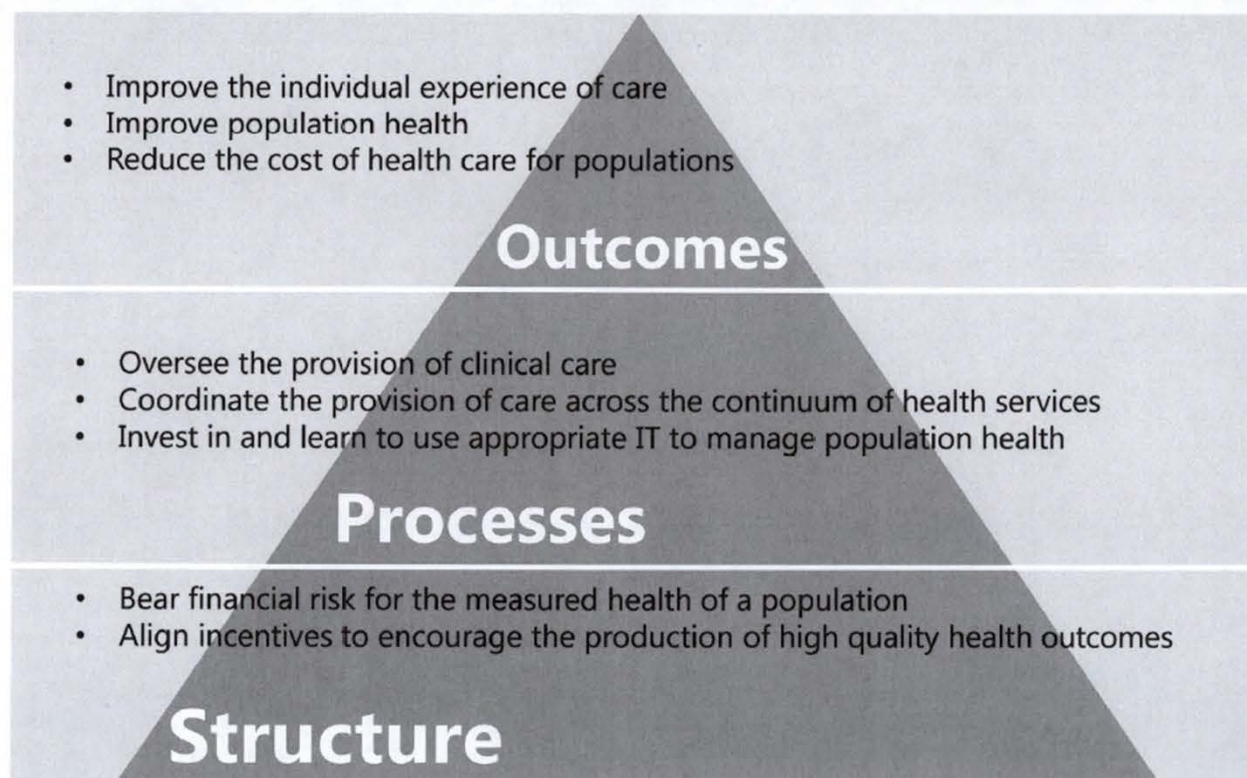 • Improve the individual experience of care
• Improve population health
• Reduce the cost of health care for populations
Outcomes
• Oversee the provision of clinical care
• Coordinate the provision of care across the continuum of health services
• Invest in and learn to use appropriate IT to manage population health
Processes
• Bear financial risk for the measured health of a population
• Align incentives to encourage the production of high quality health outcomes
Structure